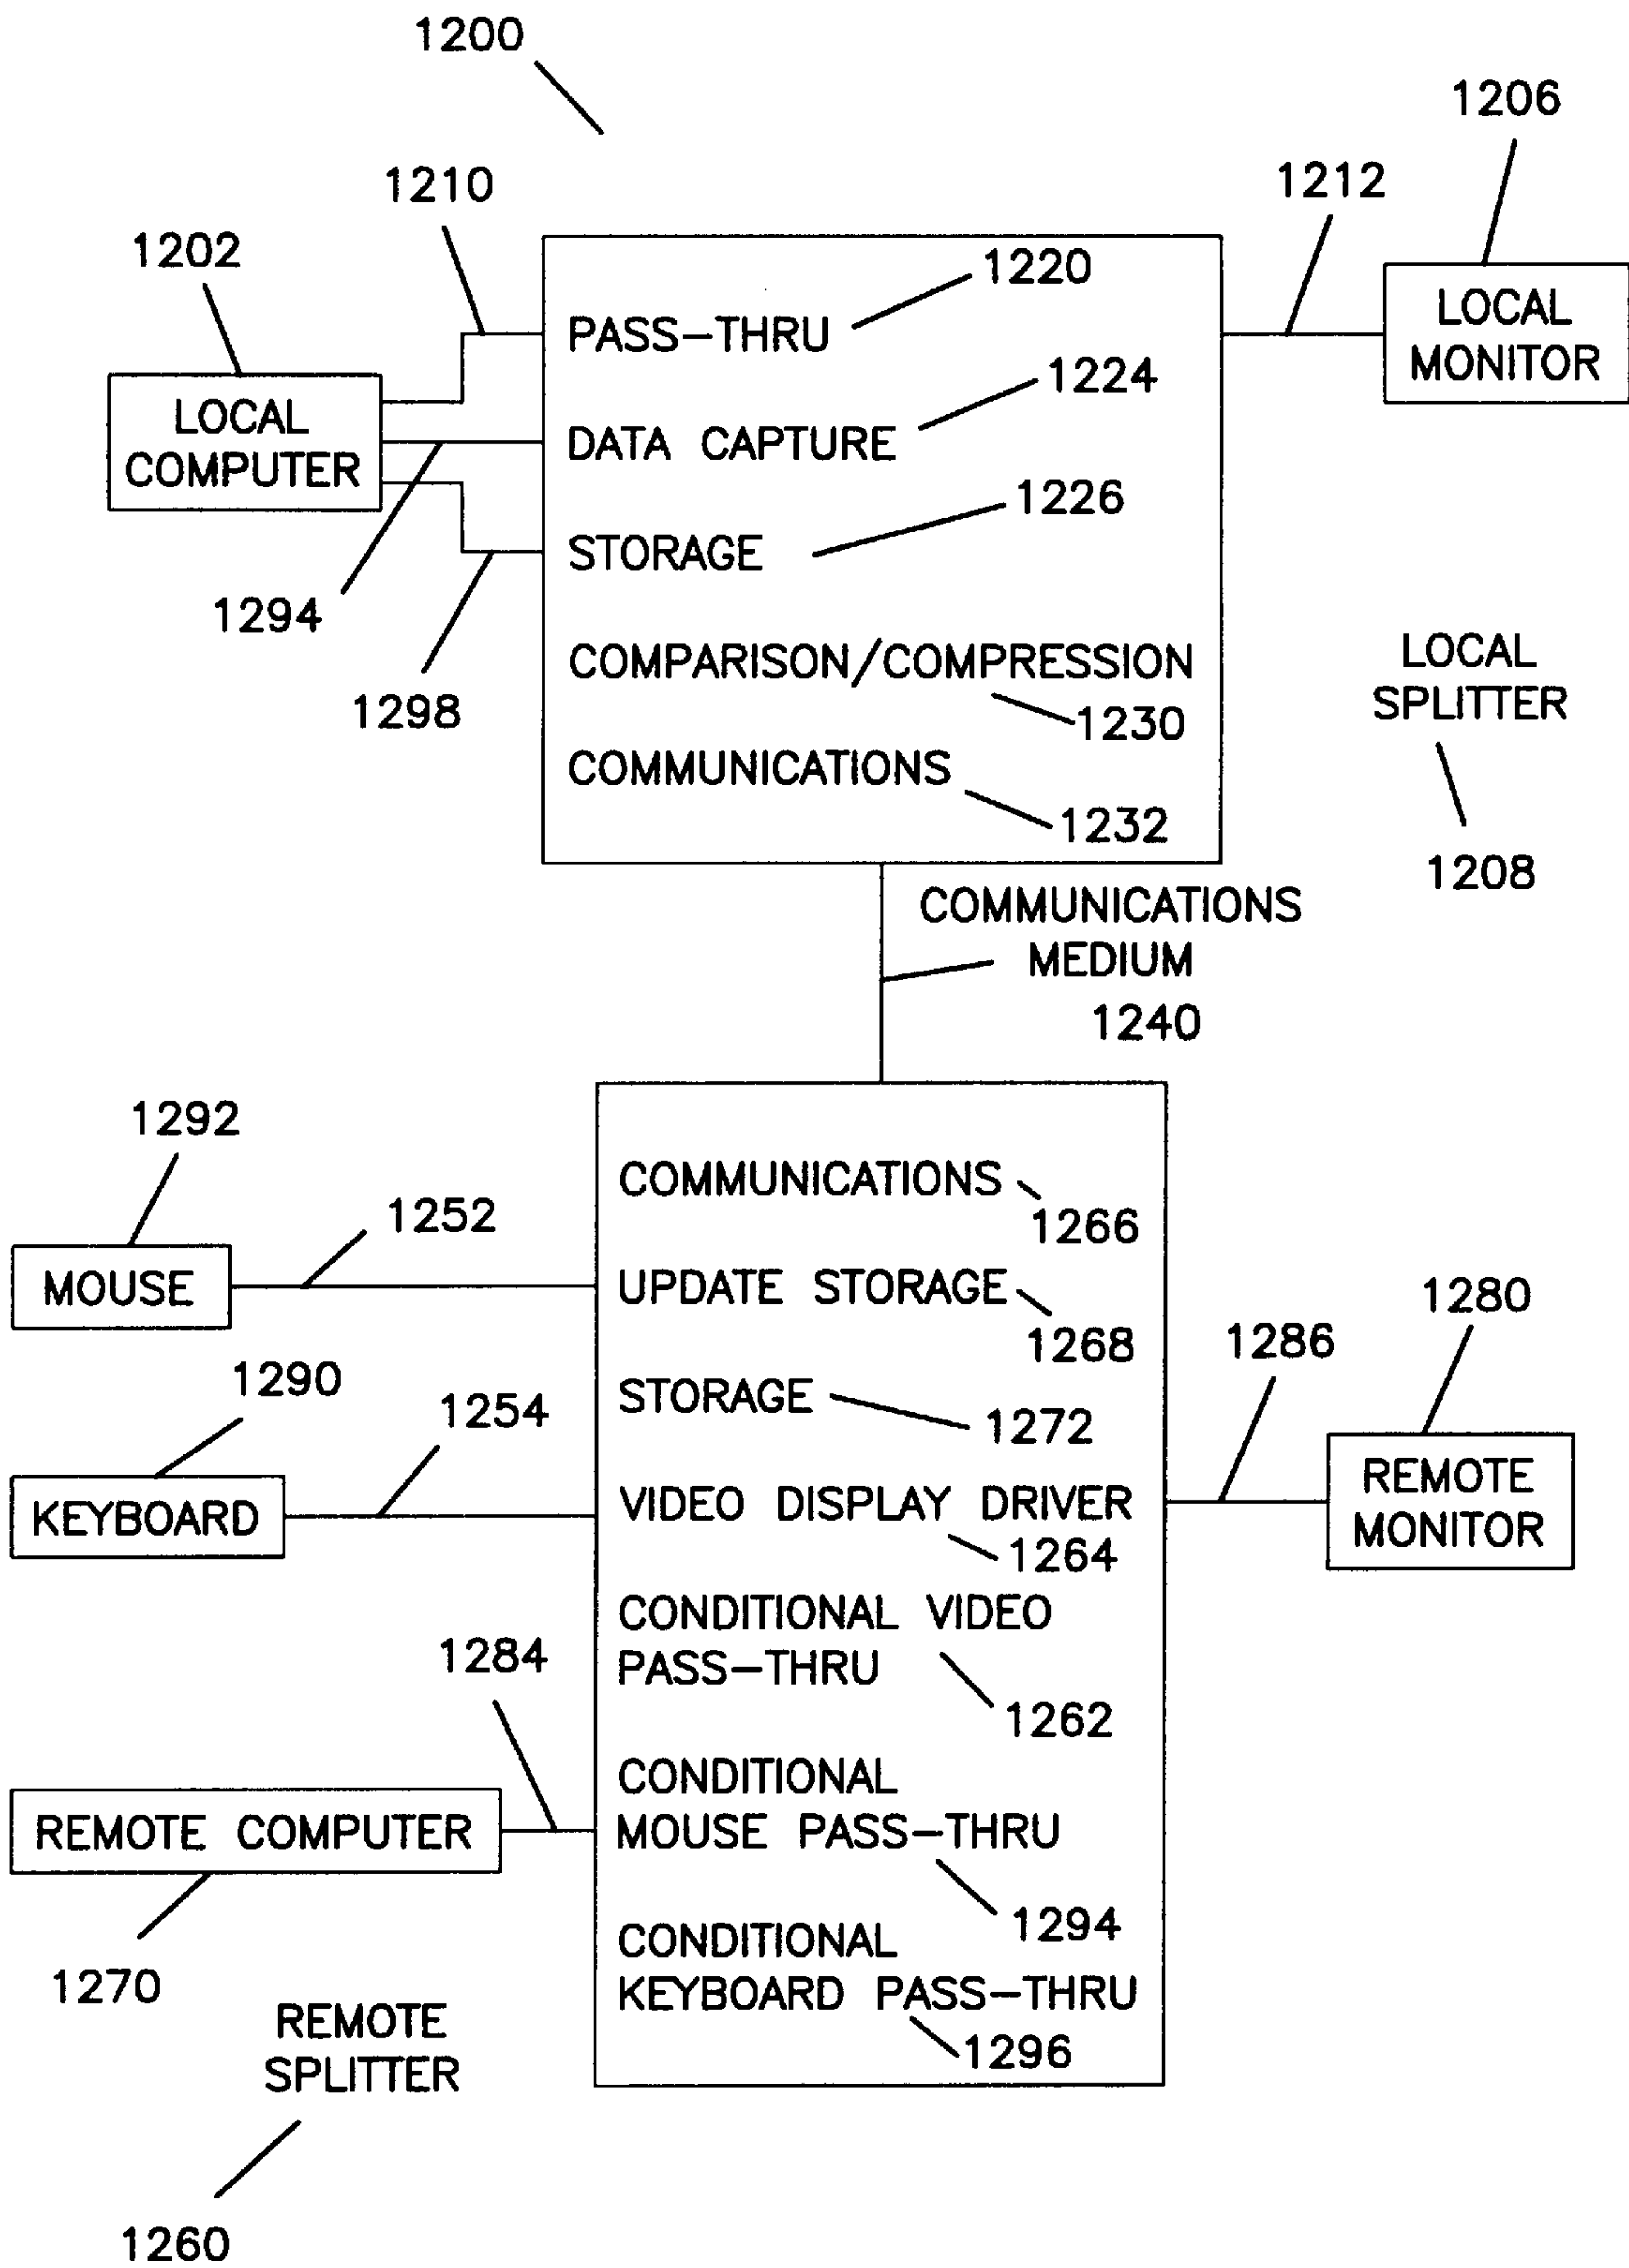 1200
1206
1210
1212
1202
1220
PASS-THRU
LOCAL
MONITOR
1224
LOCAL
COMPUTER
DATA CAPTURE
1226
STORAGE
1294
COMPARISON/COMPRESSION
LOCAL
SPLITTER
1298
1230
COMMUNICATIONS
1232
1208
COMMUNICATIONS
MEDIUM
1240
1292
COMMUNICATIONS
1252
1266
MOUSE
UPDATE STORAGE
1280
1268
1286
1290
STORAGE
1254
1272
REMOTE
MONITOR
KEYBOARD
VIDEO DISPLAY DRIVER
1264
CONDITIONAL VIDEO
PASS-THRU
1284
1262
CONDITIONAL
MOUSE PASS-THRU
REMOTE COMPUTER
1294
CONDITIONAL
KEYBOARD PASS-THRU
1270
REMOTE
SPLITTER
1296
1260